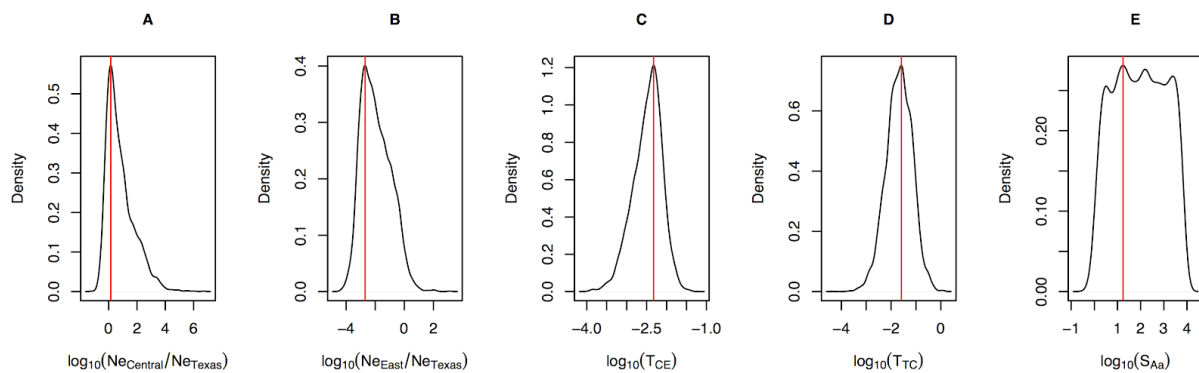 A
B
C
D
E
Density
0.0 0.1 0.2 0.3 0.4 0.5
0 2 4 6
log10(NeCentral/NeTexas)
Density
0.0 0.1 0.2 0.3 0.4
−4 −2 0 2
log10(NeEast/NeTexas)
Density
0.0 0.2 0.4 0.6 0.8 1.0 1.2
−4.0 −2.5 −1.0
log10(TCE)
Density
0.0 0.2 0.4 0.6
−4 −2 0
log10(TTC)
Density
0.00 0.10 0.20
−1 1 2 3 4
log10(SAa)